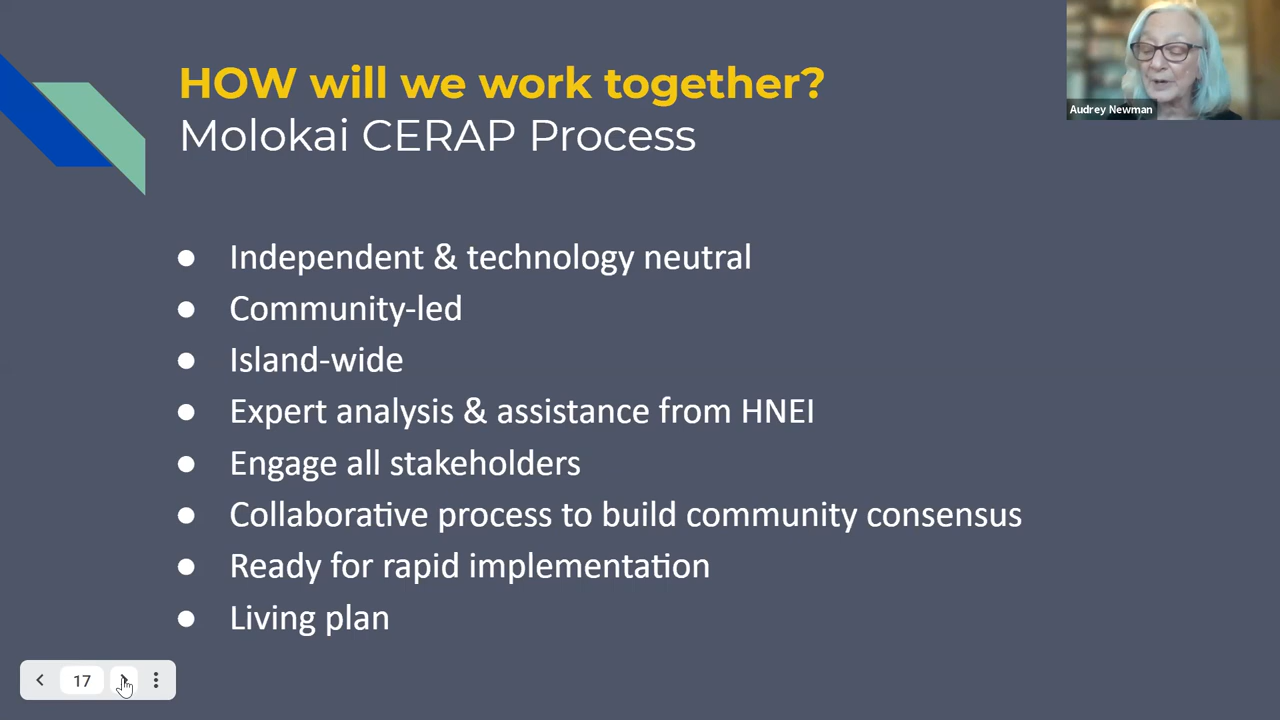 HOW will we work together?
Molokai CERAP Process
Audrey Newman
● Independent & technology neutral
● Community-led
● Island-wide
● Expert analysis & assistance from HNEI
● Engage all stakeholders
● Collaborative process to build community consensus
● Ready for rapid implementation
● Living plan
17